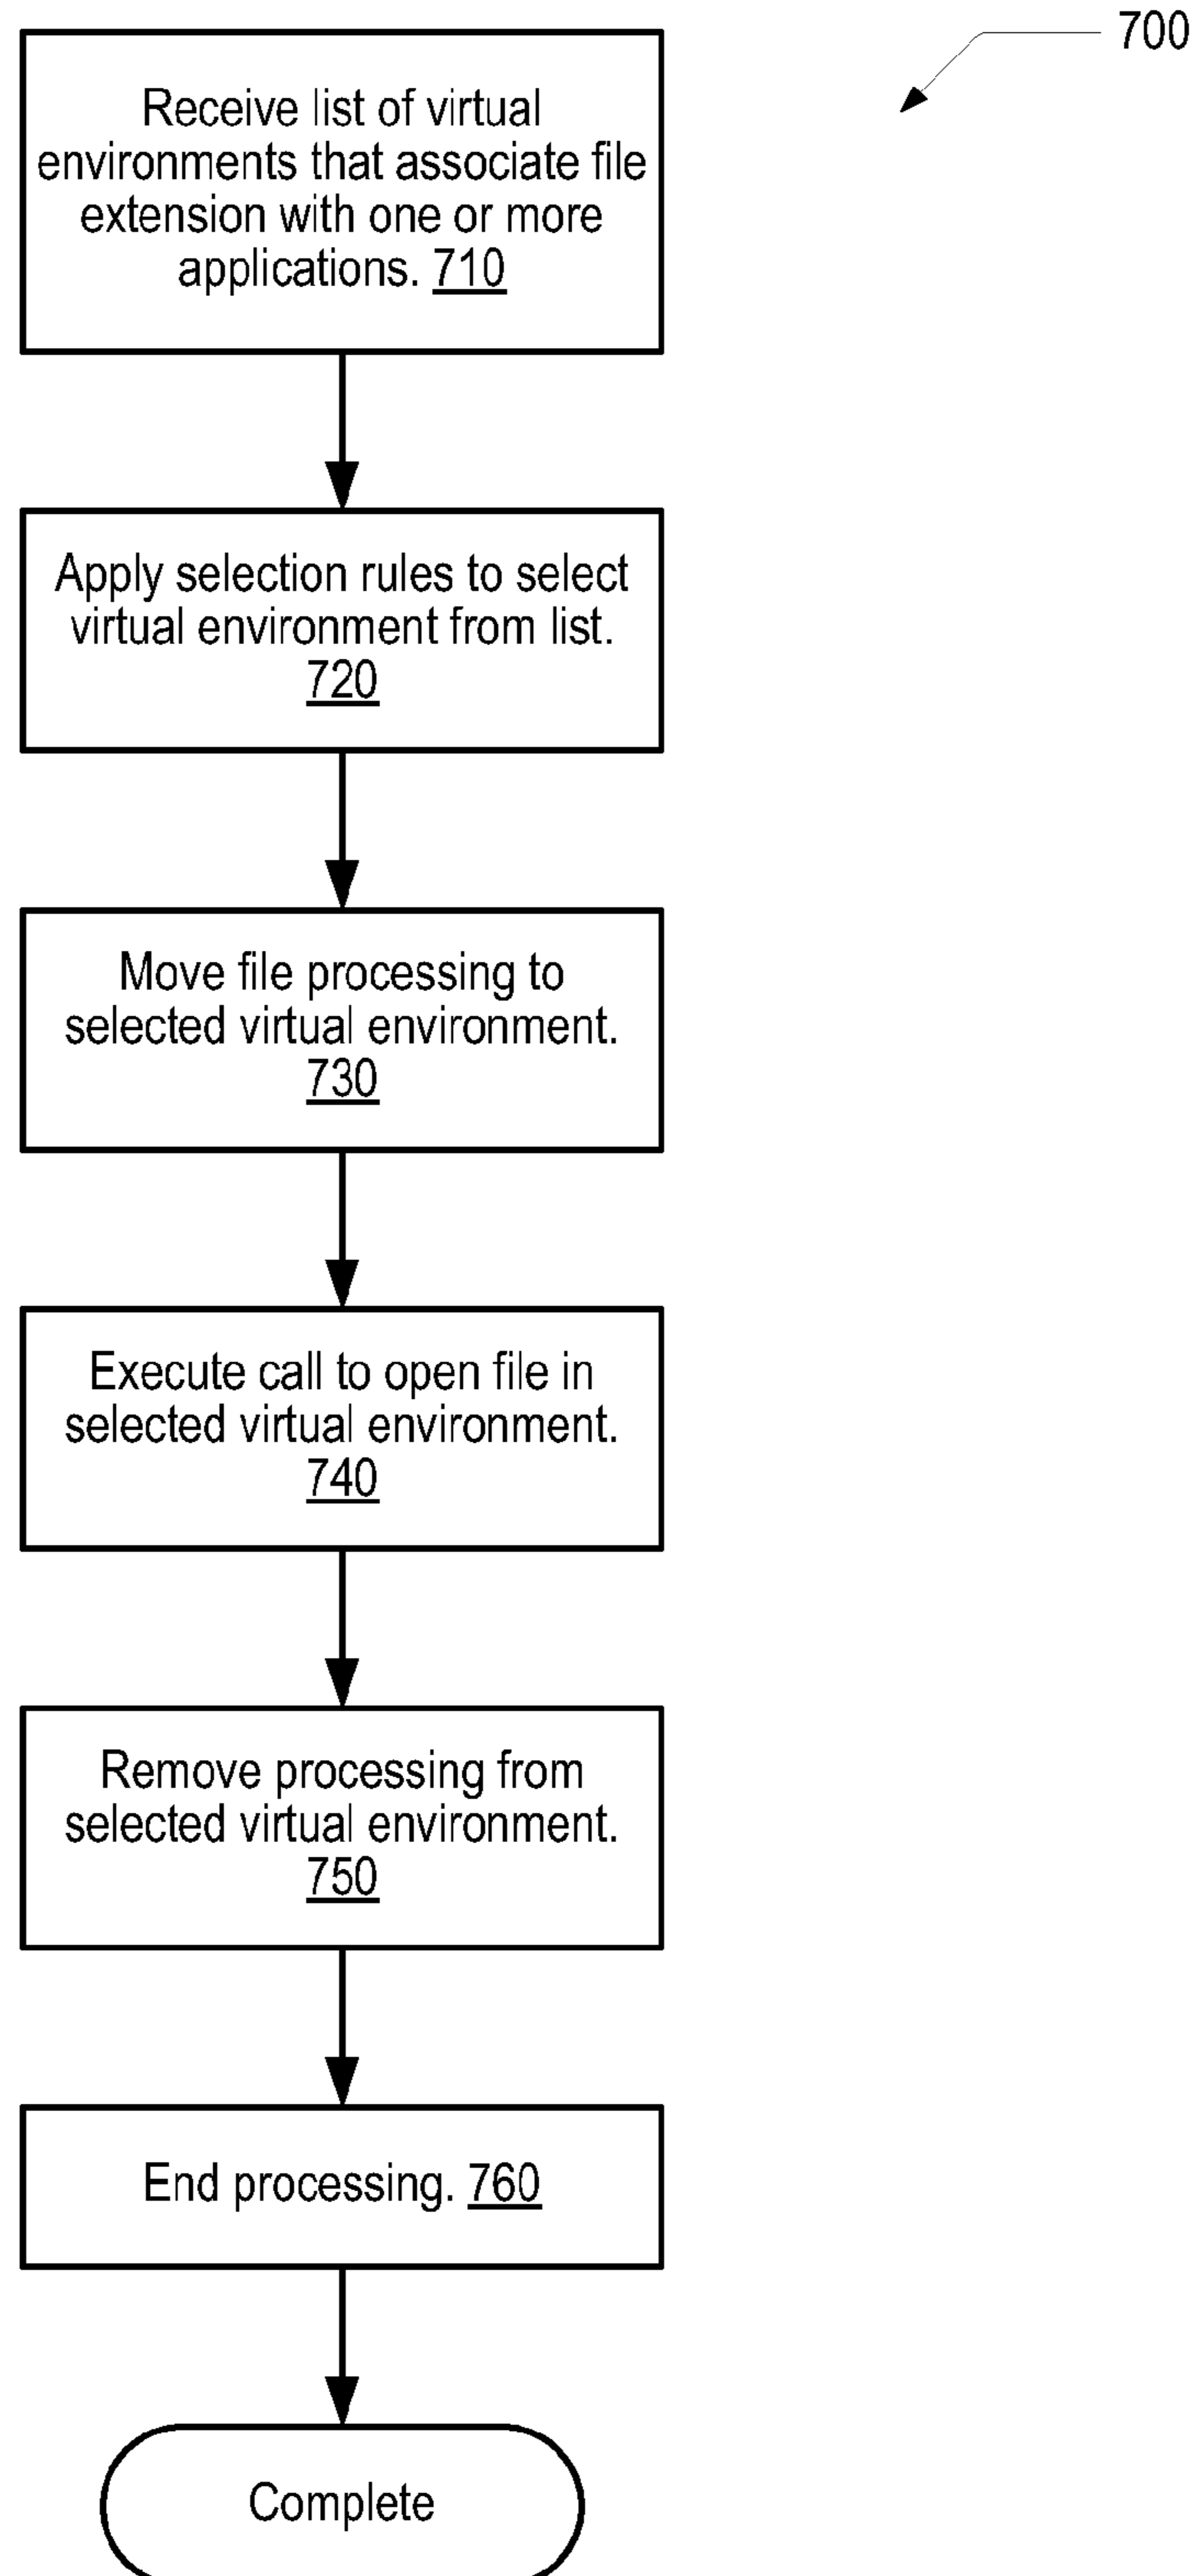 700
Receive list of virtual
environments that associate file
extension with one or more
applications. 710
Apply selection rules to select
virtual environment from list.
720
Move file processing to
selected virtual environment.
730
Execute call to open file in
selected virtual environment.
740
Remove processing from
selected virtual environment.
750
End processing. 760
Complete